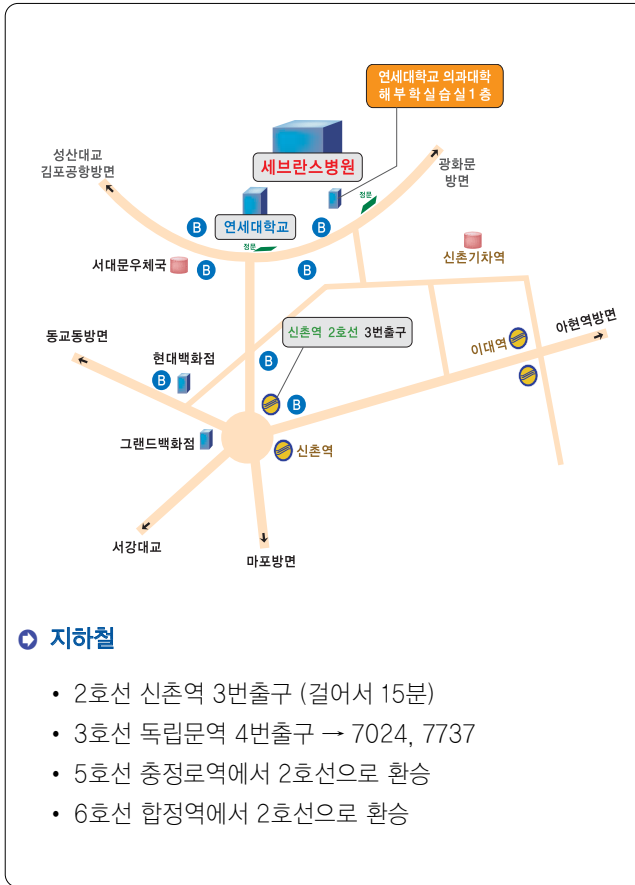 연세대학교 의과대학
해부학실습실1층
성산대교
김포공항방면
세브란스병원
광화문
방면
정문
B
연세대학교
B
정문
서대문우체국
B
B
신촌기차역
동교동방면
신촌역 2호선 3번출구
아현역방면
이대역
현대백화점
B
B
B
그랜드백화점
신촌역
서강대교
마포방면
지하철
• 2호선 신촌역 3번출구 (걸어서 15분)
• 3호선 독립문역 4번출구 → 7024, 7737
• 5호선 충정로역에서 2호선으로 환승
• 6호선 합정역에서 2호선으로 환승